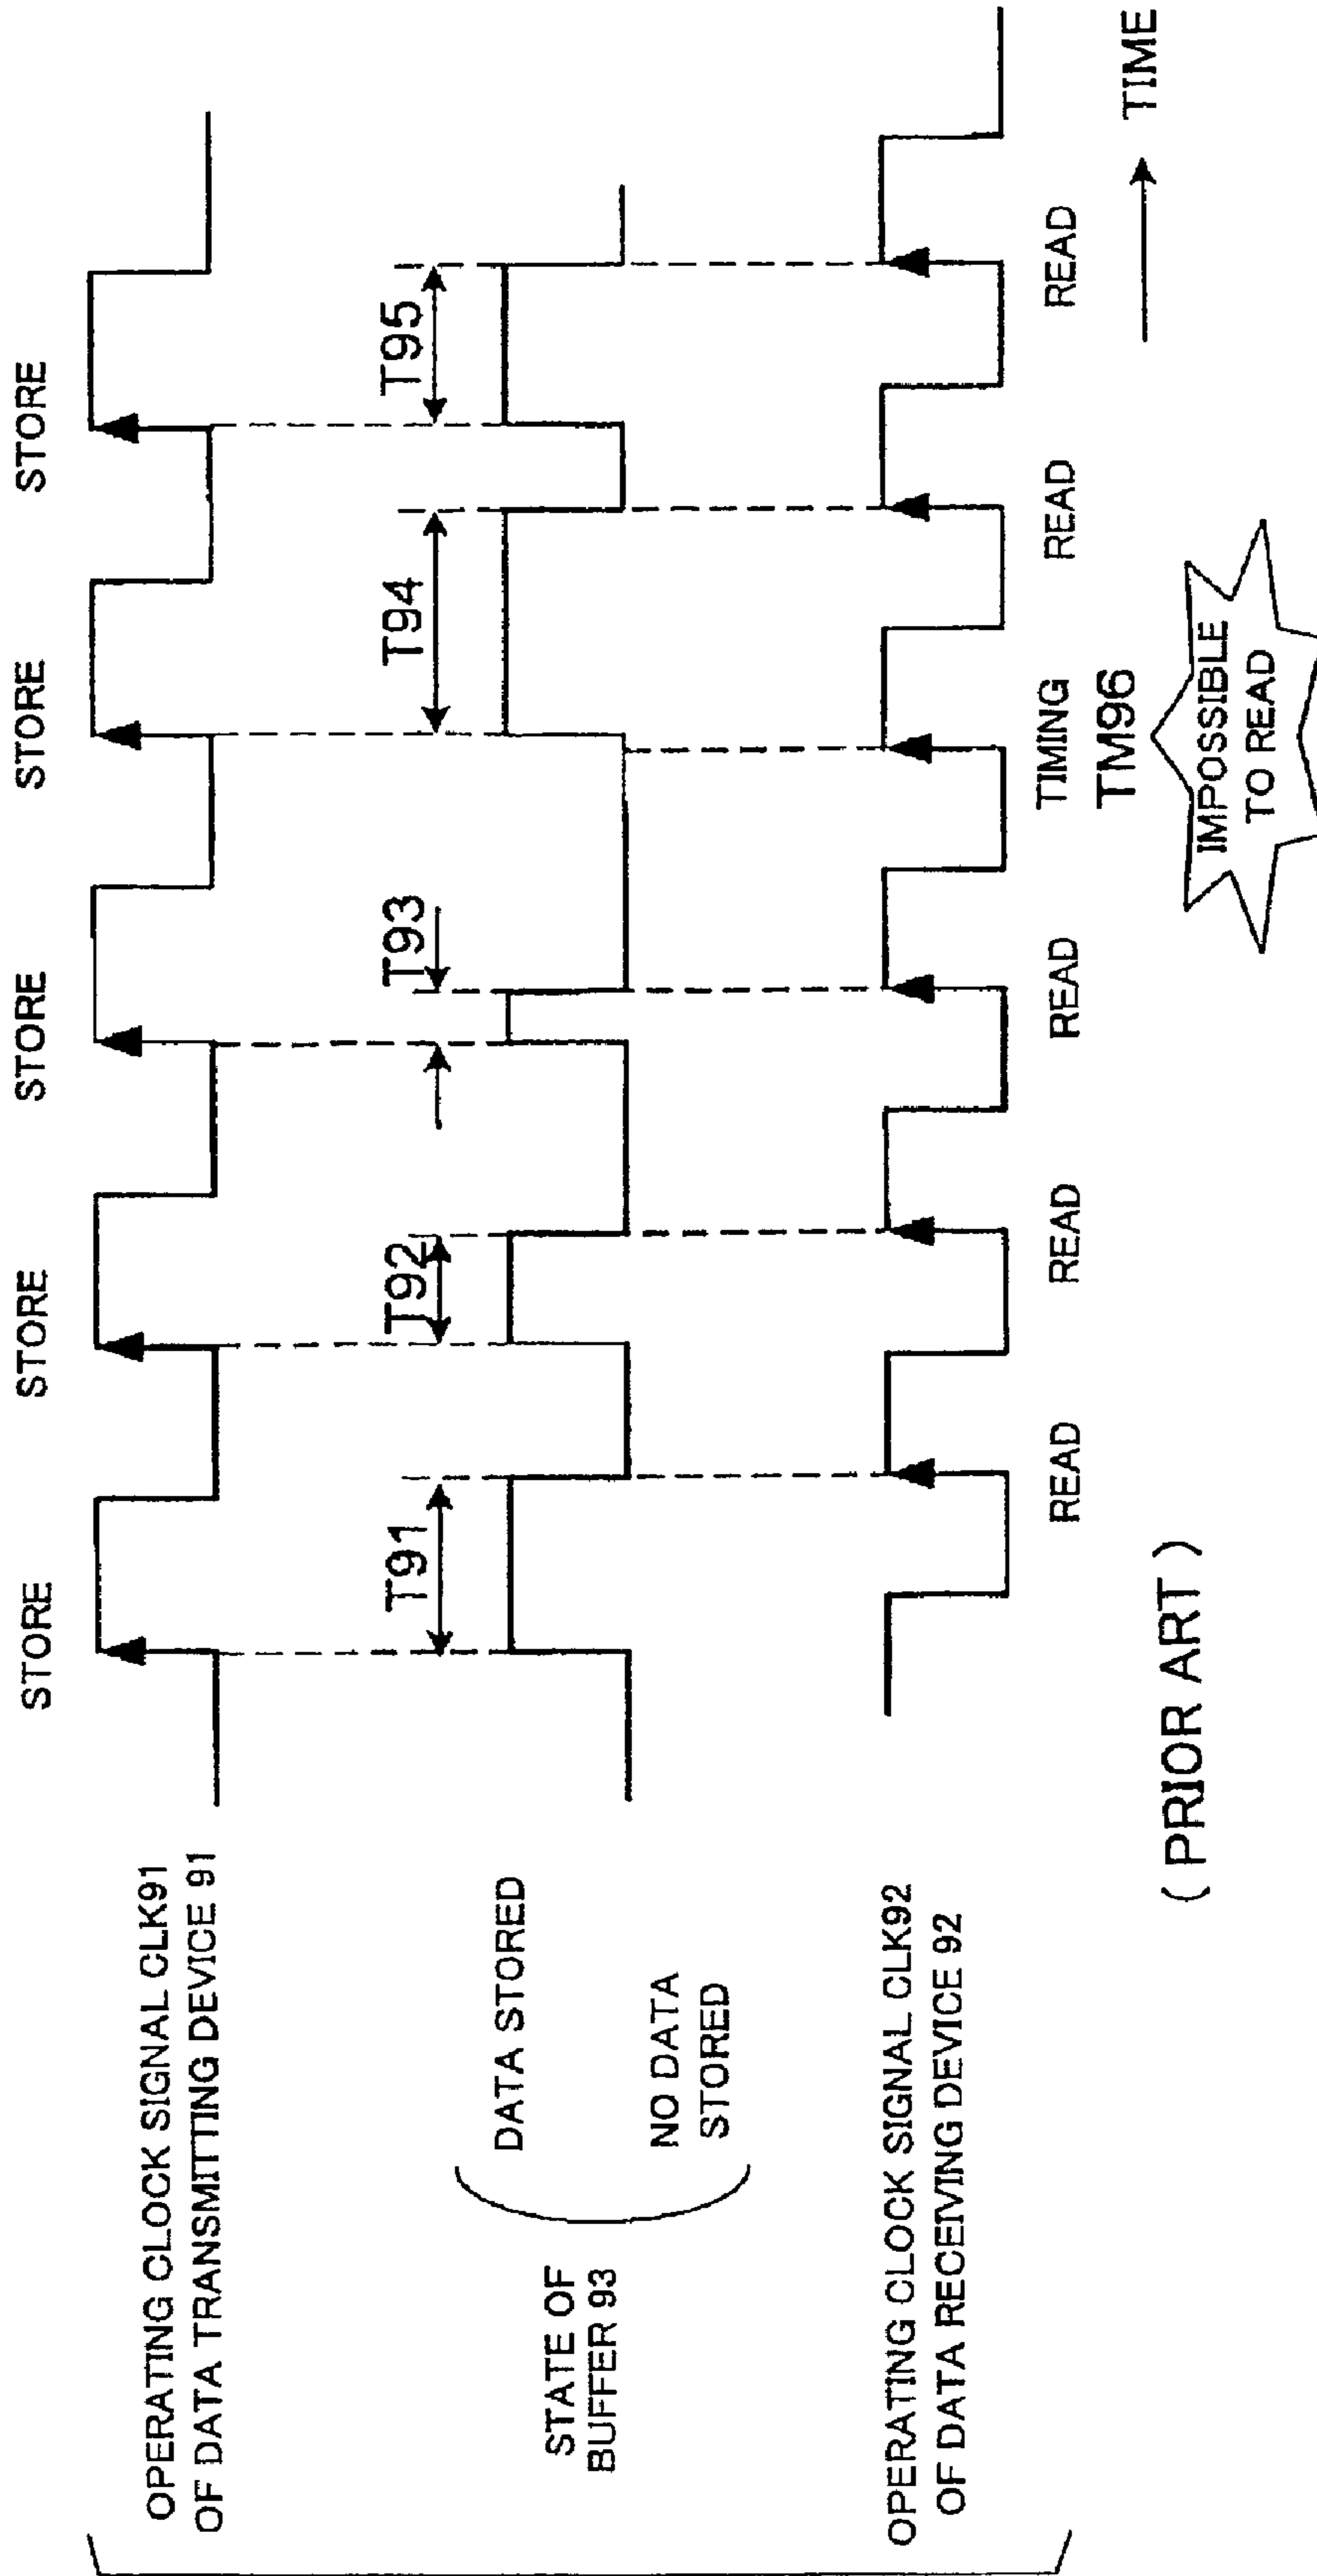 OPERATING CLOCK SIGNAL CLK91
OF DATA TRANSMITTING DEVICE 91
STORE
STORE
STORE
STORE
STORE
STATE OF
BUFFER 93
DATA STORED
NO DATA
STORED
T91
T92
T93
T94
T95
OPERATING CLOCK SIGNAL CLK92
OF DATA RECEIVING DEVICE 92
READ
READ
READ
TIMING
TM96
IMPOSSIBLE
TO READ
READ
READ
TIME
( PRIOR ART )